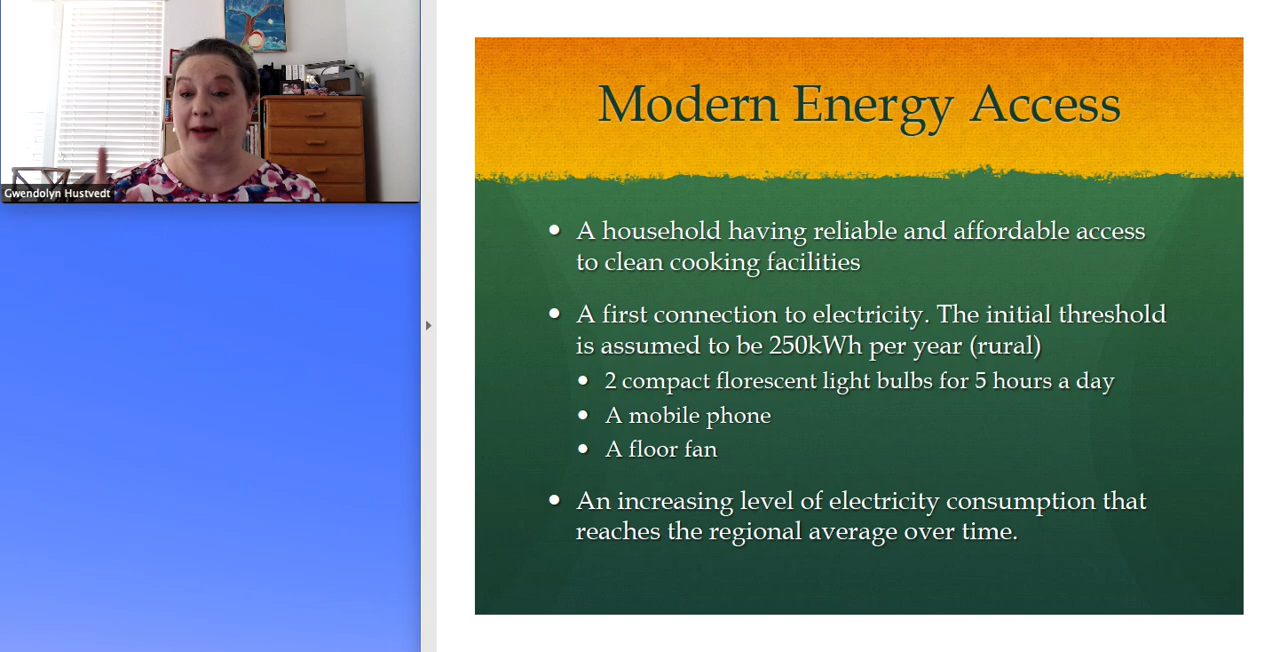 Gwendolyn Hustvedt
Modern Energy Access
• A household having reliable and affordable access
to clean cooking facilities
• A first connection to electricity. The initial threshold
is assumed to be 250kWh per year (rural)
• 2 compact florescent light bulbs for 5 hours a day
• A mobile phone
• A floor fan
• An increasing level of electricity consumption that
reaches the regional average over time.